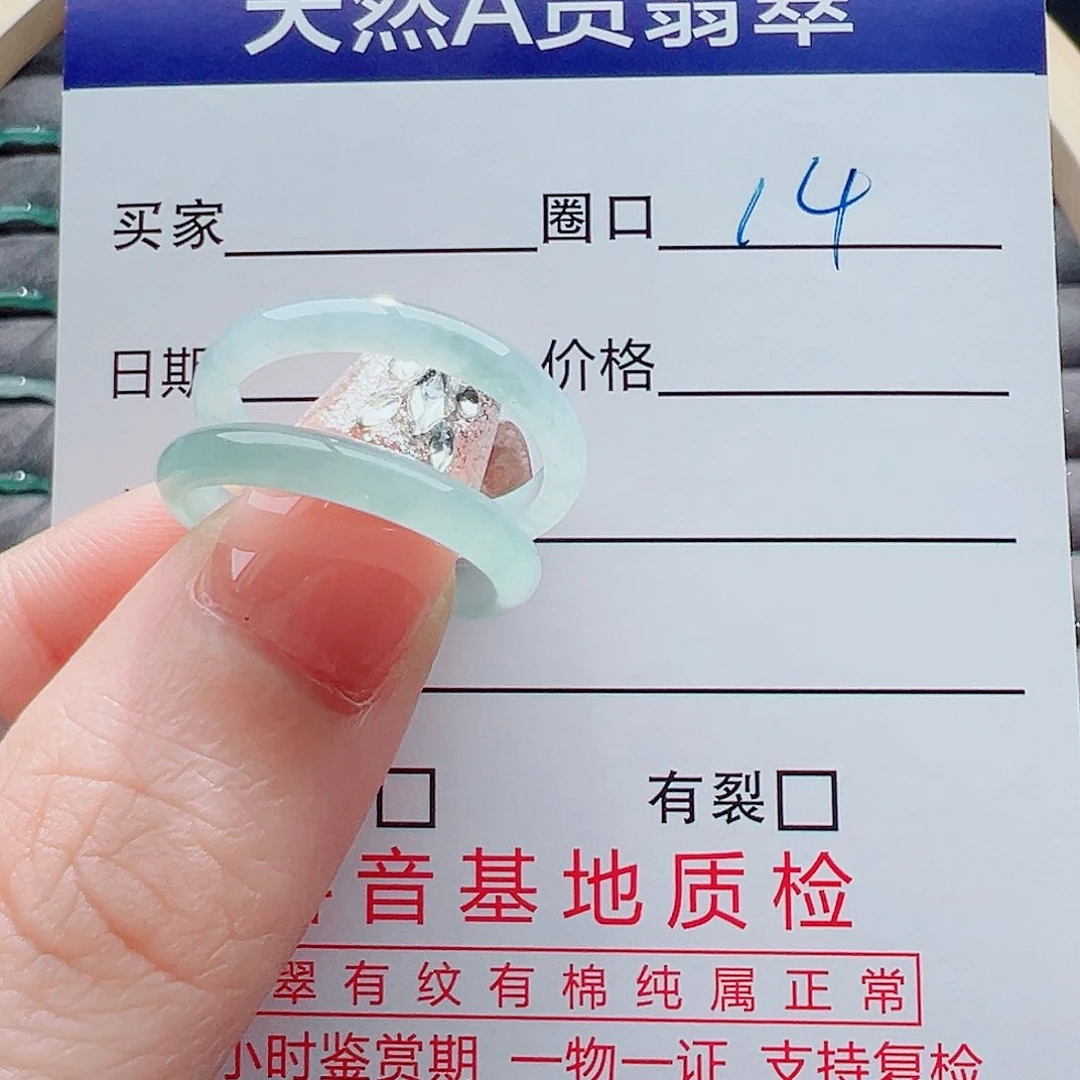 天然A货翡翠
买家 圈口 14
日期 价格
有裂
音基地质检
翠有纹有棉纯属正常
小时鉴赏期 一物一证 支持复检